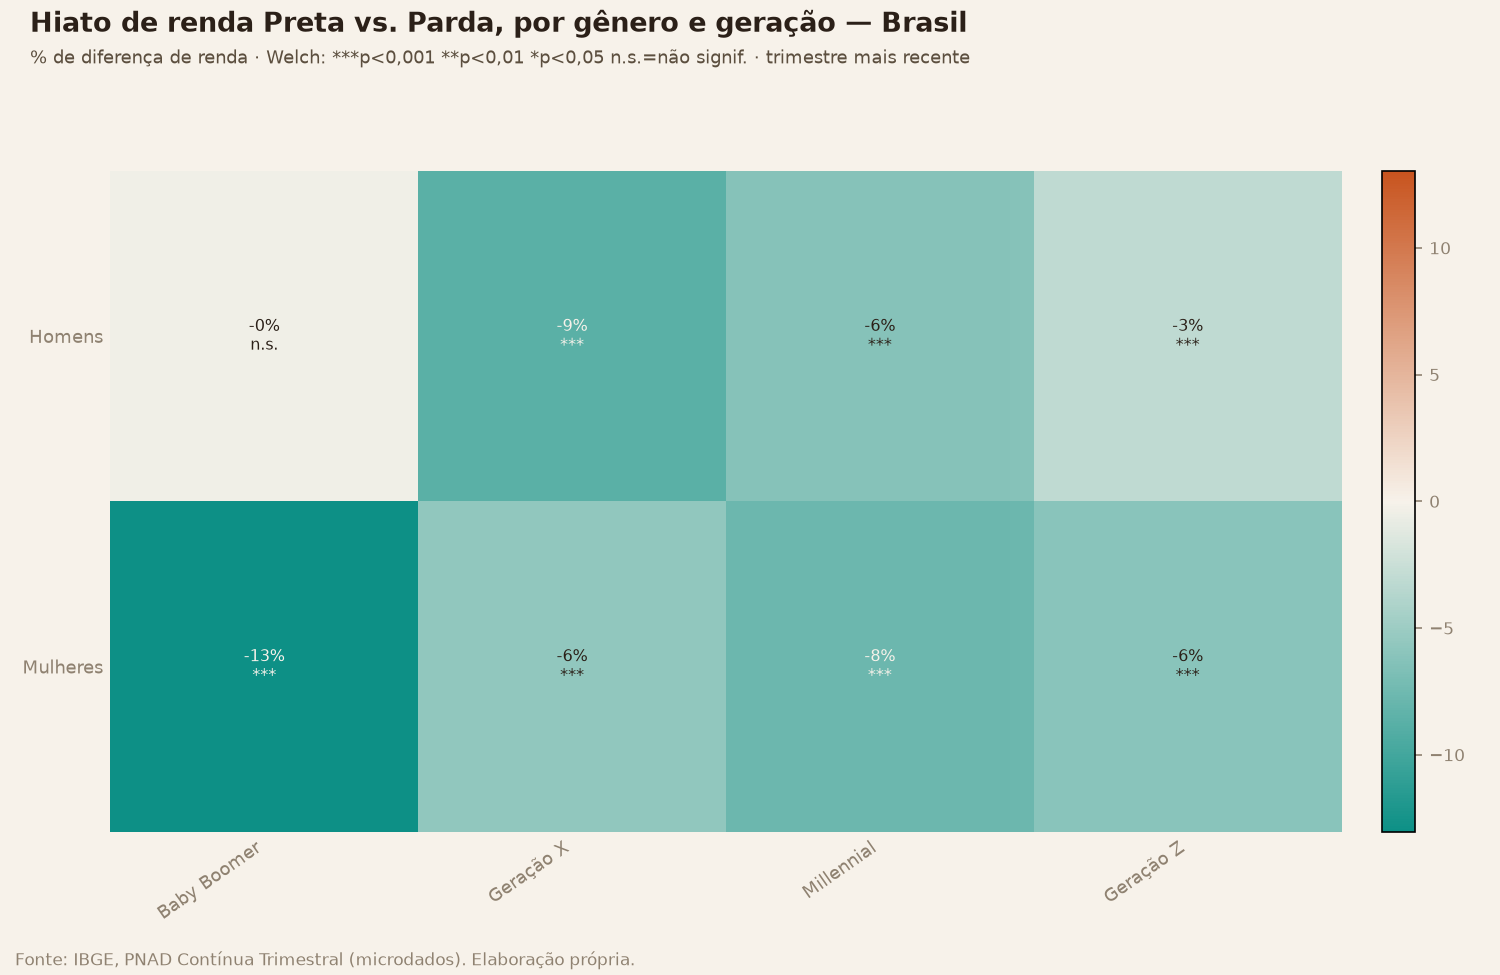 Hiato de renda Preta vs. Parda, por gênero e geração — Brasil
% de diferença de renda · Welch: ***p<0,001 **p<0,01 *p<0,05 n.s.=não signif. · trimestre mais recente
Homens
-0%
n.s.
-9%
***
-6%
***
-3%
***
Mulheres
-13%
***
-6%
***
-8%
***
-6%
***
Baby Boomer
Geração X
Millennial
Geração Z
10
5
0
−5
−10
Fonte: IBGE, PNAD Contínua Trimestral (microdados). Elaboração própria.